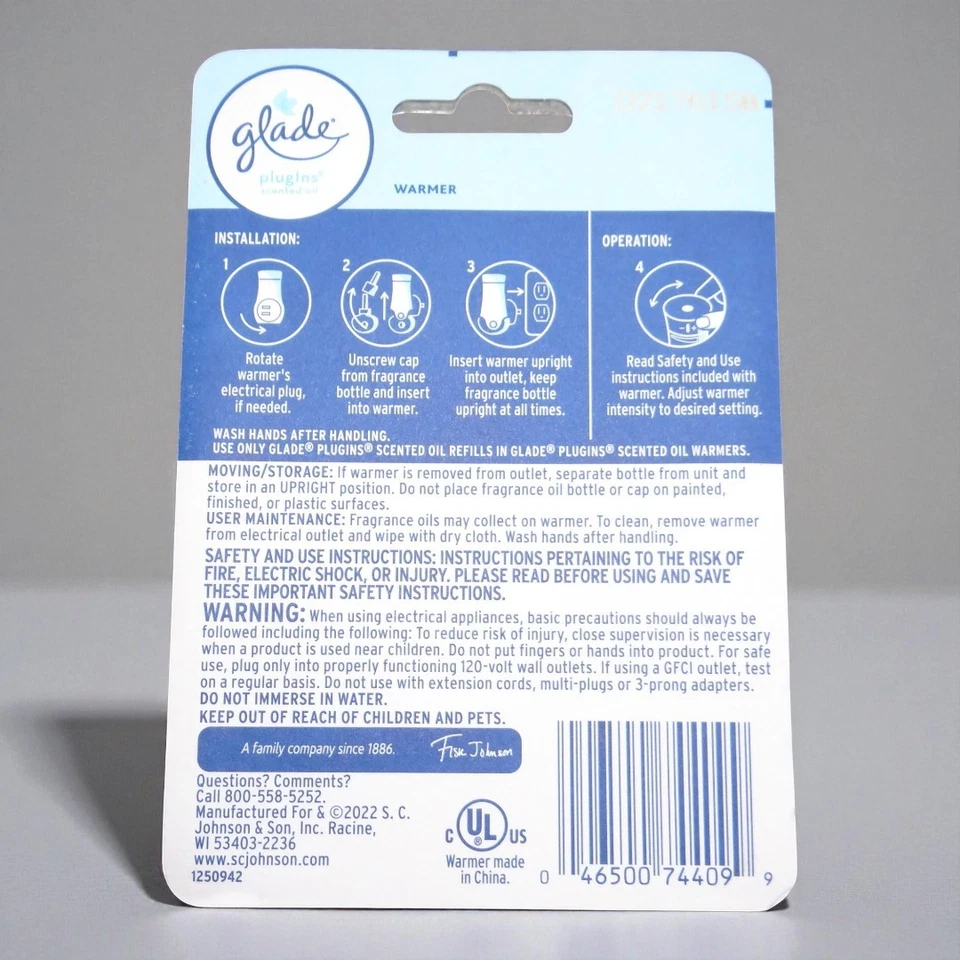 glade®
plugins®
scented oil
WARMER
INSTALLATION:
1
Rotate
warmer's
electrical plug,
if needed.
2
Unscrew cap
from fragrance
bottle and insert
into warmer.
3
Insert warmer upright
into outlet, keep
fragrance bottle
upright at all times.
OPERATION:
4
Read Safety and Use
instructions included with
warmer. Adjust warmer
intensity to desired setting.
WASH HANDS AFTER HANDLING.
USE ONLY GLADE® PLUGINS® SCENTED OIL REFILLS IN GLADE® PLUGINS® SCENTED OIL WARMERS.
MOVING/STORAGE: If warmer is removed from outlet, separate bottle from unit and
store in an UPRIGHT position. Do not place fragrance oil bottle or cap on painted,
finished, or plastic surfaces.
USER MAINTENANCE: Fragrance oils may collect on warmer. To clean, remove warmer
from electrical outlet and wipe with dry cloth. Wash hands after handling.
SAFETY AND USE INSTRUCTIONS: INSTRUCTIONS PERTAINING TO THE RISK OF
FIRE, ELECTRIC SHOCK, OR INJURY. PLEASE READ BEFORE USING AND SAVE
THESE IMPORTANT SAFETY INSTRUCTIONS.
WARNING: When using electrical appliances, basic precautions should always be
followed including the following: To reduce risk of injury, close supervision is necessary
when a product is used near children. Do not put fingers or hands into product. For safe
use, plug only into properly functioning 120-volt wall outlets. If using a GFCI outlet, test
on a regular basis. Do not use with extension cords, multi-plugs or 3-prong adapters.
DO NOT IMMERSE IN WATER.
KEEP OUT OF REACH OF CHILDREN AND PETS.
A family company since 1886. Fisk Johnson
Questions? Comments?
Call 800-558-5252.
Manufactured For & ©2022 S. C.
Johnson & Son, Inc. Racine,
WI 53403-2236
www.scjohnson.com
1250942
C UL® US
Warmer made
in China.
0 46500 74409 9